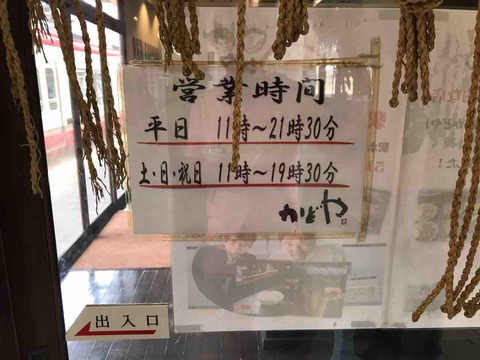 営業時間
平日 11時～21時30分
土・日・祝日 11時～19時30分
かどや
出入口